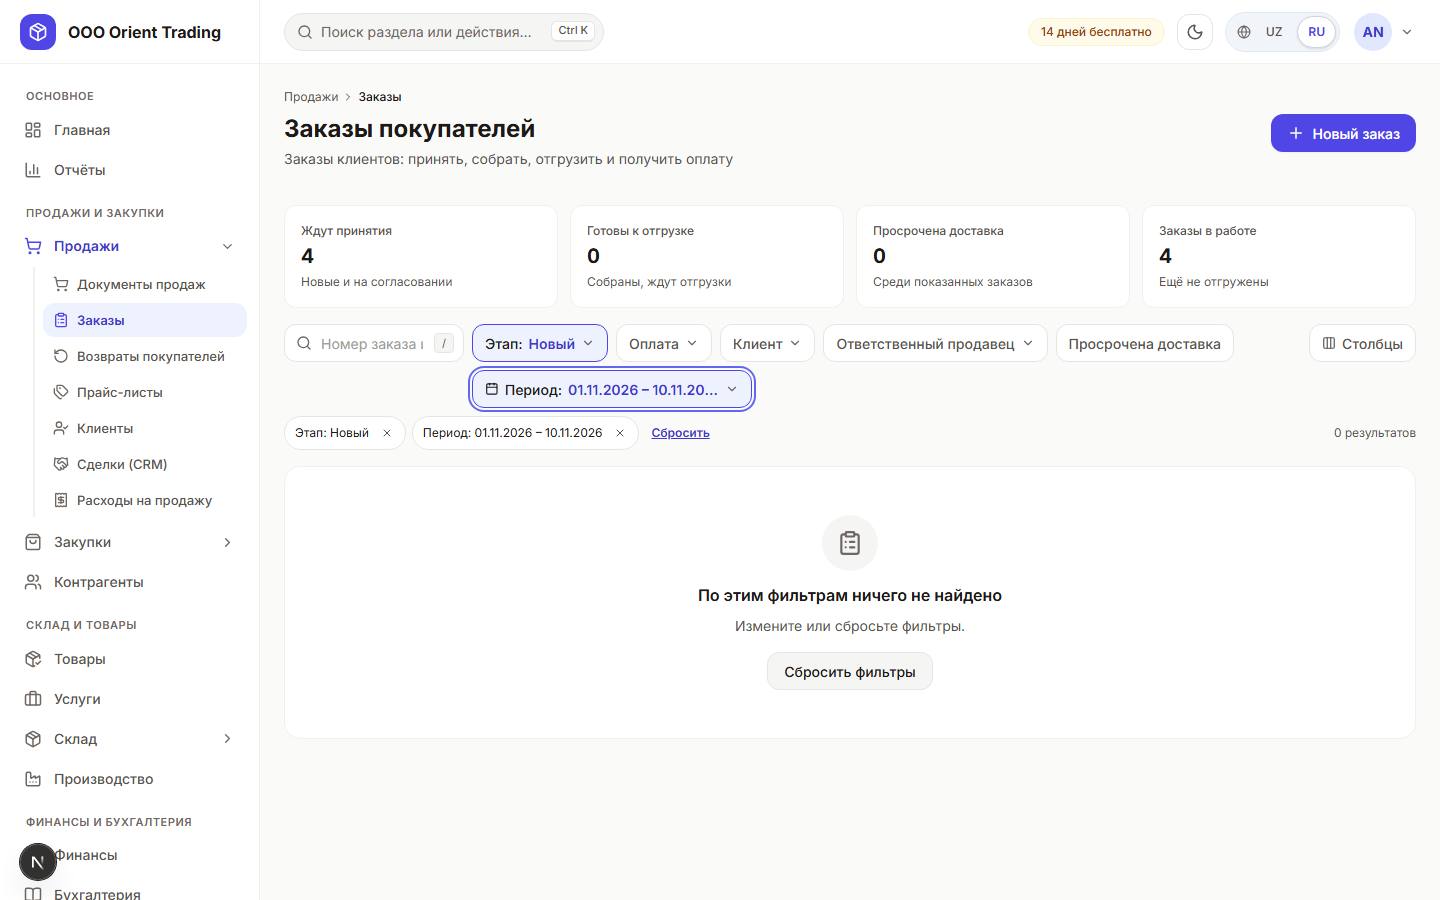 OOO Orient Trading
Поиск раздела или действия...
Ctrl K
14 дней бесплатно
UZ
RU
AN
ОСНОВНОЕ
Главная
Отчёты
ПРОДАЖИ И ЗАКУПКИ
Продажи
Документы продаж
Заказы
Возвраты покупателей
Прайс-листы
Клиенты
Сделки (CRM)
Расходы на продажу
Закупки
Контрагенты
СКЛАД И ТОВАРЫ
Товары
Услуги
Склад
Производство
ФИНАНСЫ И БУХГАЛТЕРИЯ
N
Финансы
Бухгалтерия
Продажи > Заказы
Заказы покупателей
Заказы клиентов: принять, собрать, отгрузить и получить оплату
+ Новый заказ
Ждут принятия
4
Новые и на согласовании
Готовы к отгрузке
0
Собраны, ждут отгрузки
Просрочена доставка
0
Среди показанных заказов
Заказы в работе
4
Ещё не отгружены
Номер заказа
/
Этап: Новый
Оплата
Клиент
Ответственный продавец
Просрочена доставка
Столбцы
Период: 01.11.2026 – 10.11.20...
Этап: Новый ×
Период: 01.11.2026 – 10.11.2026 ×
Сбросить
0 результатов
По этим фильтрам ничего не найдено
Измените или сбросьте фильтры.
Сбросить фильтры